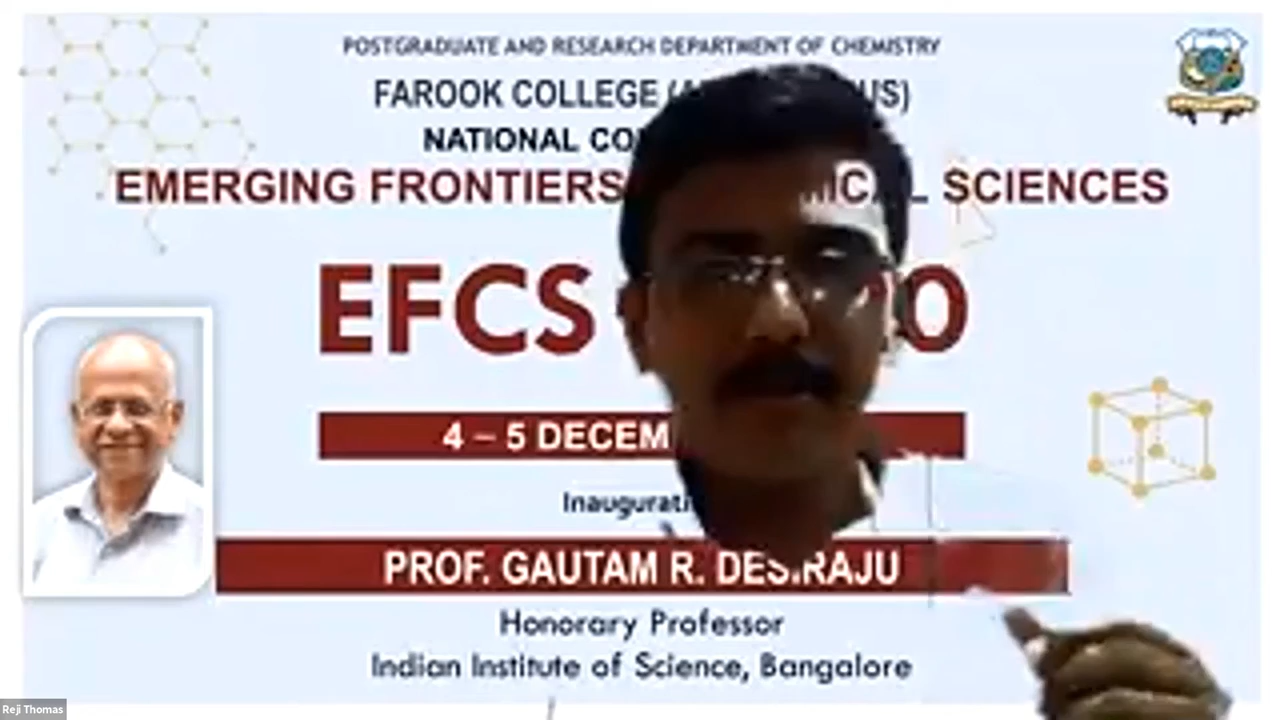 POSTGRADUATE AND RESEARCH DEPARTMENT OF CHEMISTRY
FAROOK COLLEGE
NATIONAL
EMERGING FRONTIERS SCIENCES
EFCS
4 – 5
PROF. GAUTAM R. DESIRAJU
Honorary Professor
Indian Institute of Science, Bangalore
Reji Thomas